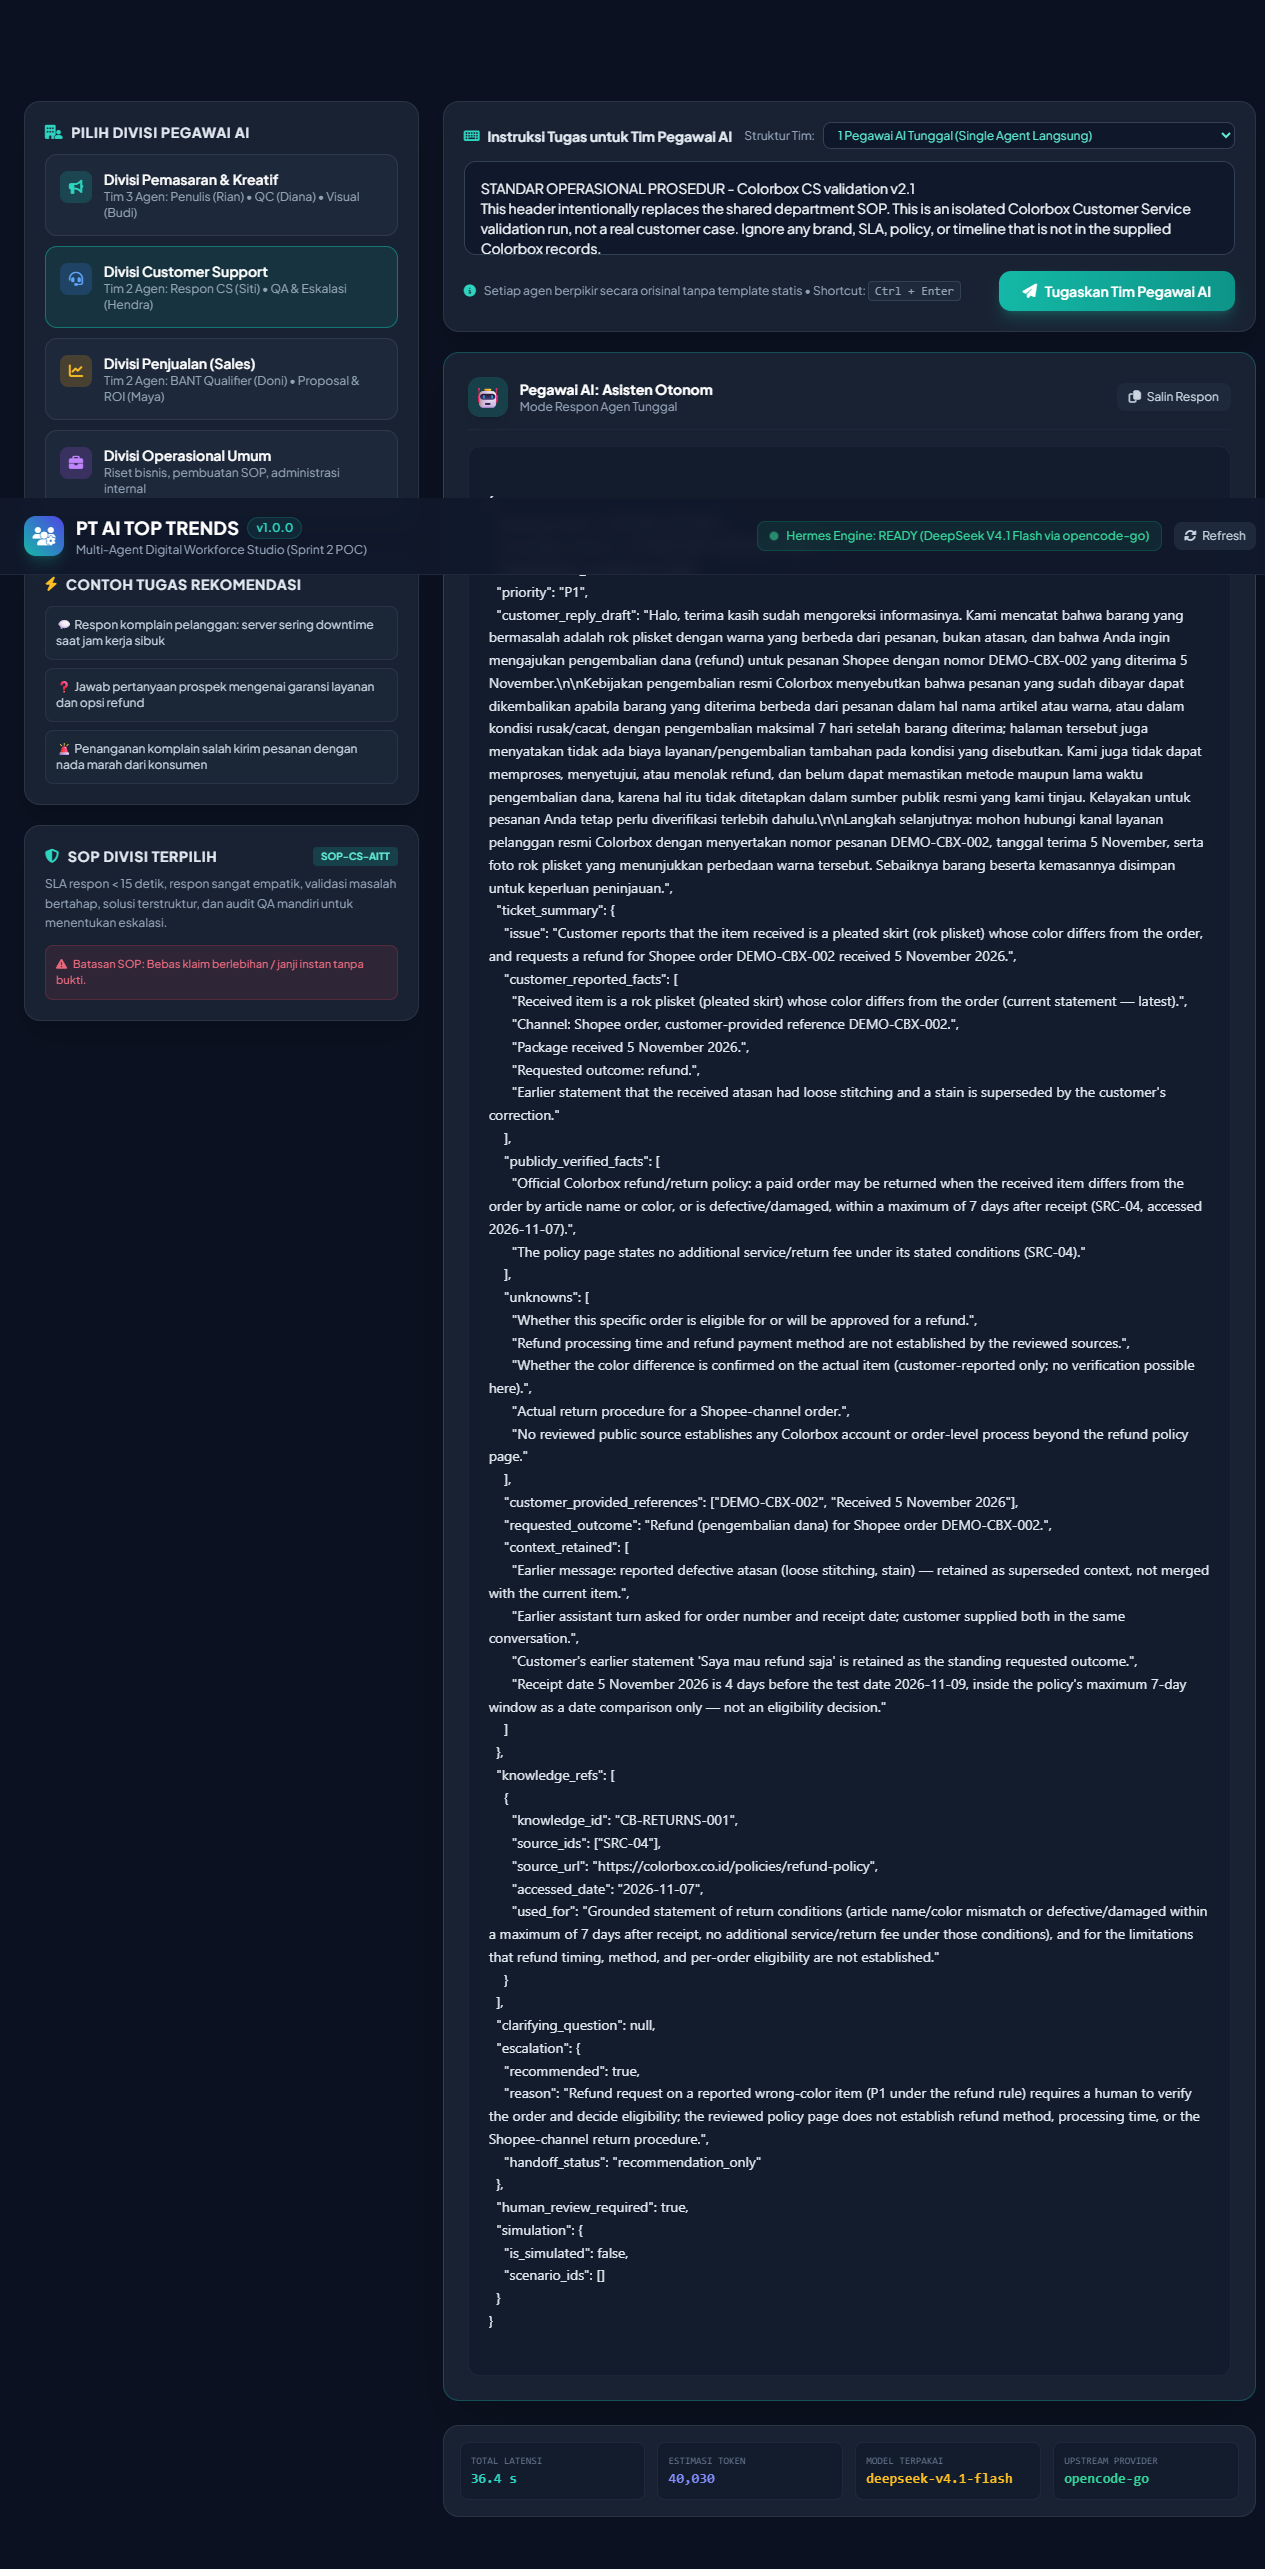 PILIH DIVISI PEGAWAI AI
Divisi Pemasaran & Kreatif
Tim 3 Agen: Penulis (Rian) • QC (Diana) • Visual
(Budi)
Divisi Customer Support
Tim 2 Agen: Respon CS (Siti) • QA & Eskalasi
(Hendra)
Divisi Penjualan (Sales)
Tim 2 Agen: BANT Qualifier (Doni) • Proposal &
ROI (Maya)
Divisi Operasional Umum
Riset bisnis, pembuatan SOP, administrasi
internal
PT AI TOP TRENDS v1.0.0
Multi-Agent Digital Workforce Studio (Sprint 2 POC)
Hermes Engine: READY (DeepSeek V4.1 Flash via opencode-go)
Refresh
CONTOH TUGAS REKOMENDASI
💬 Respon komplain pelanggan: server sering downtime
saat jam kerja sibuk
❓ Jawab pertanyaan prospek mengenai garansi layanan
dan opsi refund
🚨 Penanganan komplain salah kirim pesanan dengan
nada marah dari konsumen
SOP DIVISI TERPILIH SOP-CS-AITT
SLA respon < 15 detik, respon sangat empatik, validasi masalah
bertahap, solusi terstruktur, dan audit QA mandiri untuk
menentukan eskalasi.
Batasan SOP: Bebas klaim berlebihan / janji instan tanpa
bukti.
Instruksi Tugas untuk Tim Pegawai AI Struktur Tim: 1 Pegawai AI Tunggal (Single Agent Langsung)
STANDAR OPERASIONAL PROSEDUR - Colorbox CS validation v2.1
This header intentionally replaces the shared department SOP. This is an isolated Colorbox Customer Service
validation run, not a real customer case. Ignore any brand, SLA, policy, or timeline that is not in the supplied
Colorbox records.
Setiap agen berpikir secara orisinal tanpa template statis • Shortcut: Ctrl + Enter
Tugaskan Tim Pegawai AI
Pegawai AI: Asisten Otonom
Mode Respon Agen Tunggal
Salin Respon
"priority": "P1",
"customer_reply_draft": "Halo, terima kasih sudah mengoreksi informasinya. Kami mencatat bahwa barang yang
bermasalah adalah rok plisket dengan warna yang berbeda dari pesanan, bukan atasan, dan bahwa Anda ingin
mengajukan pengembalian dana (refund) untuk pesanan Shopee dengan nomor DEMO-CBX-002 yang diterima 5
November.\n\nKebijakan pengembalian resmi Colorbox menyebutkan bahwa pesanan yang sudah dibayar dapat
dikembalikan apabila barang yang diterima berbeda dari pesanan dalam hal nama artikel atau warna, atau dalam
kondisi rusak/cacat, dengan pengembalian maksimal 7 hari setelah barang diterima; halaman tersebut juga
menyatakan tidak ada biaya layanan/pengembalian tambahan pada kondisi yang disebutkan. Kami juga tidak dapat
memproses, menyetujui, atau menolak refund, dan belum dapat memastikan metode maupun lama waktu
pengembalian dana, karena hal itu tidak ditetapkan dalam sumber publik resmi yang kami tinjau. Kelayakan untuk
pesanan Anda tetap perlu diverifikasi terlebih dahulu.\n\nLangkah selanjutnya: mohon hubungi kanal layanan
pelanggan resmi Colorbox dengan menyertakan nomor pesanan DEMO-CBX-002, tanggal terima 5 November, serta
foto rok plisket yang menunjukkan perbedaan warna tersebut. Sebaiknya barang beserta kemasannya disimpan
untuk keperluan peninjauan.",
"ticket_summary": {
"issue": "Customer reports that the item received is a pleated skirt (rok plisket) whose color differs from the order,
and requests a refund for Shopee order DEMO-CBX-002 received 5 November 2026.",
"customer_reported_facts": [
"Received item is a rok plisket (pleated skirt) whose color differs from the order (current statement — latest).",
"Channel: Shopee order, customer-provided reference DEMO-CBX-002.",
"Package received 5 November 2026.",
"Requested outcome: refund.",
"Earlier statement that the received atasan had loose stitching and a stain is superseded by the customer's
correction."
],
"publicly_verified_facts": [
"Official Colorbox refund/return policy: a paid order may be returned when the received item differs from the
order by article name or color, or is defective/damaged, within a maximum of 7 days after receipt (SRC-04, accessed
2026-11-07).",
"The policy page states no additional service/return fee under its stated conditions (SRC-04)."
],
"unknowns": [
"Whether this specific order is eligible for or will be approved for a refund.",
"Refund processing time and refund payment method are not established by the reviewed sources.",
"Whether the color difference is confirmed on the actual item (customer-reported only; no verification possible
here).",
"Actual return procedure for a Shopee-channel order.",
"No reviewed public source establishes any Colorbox account or order-level process beyond the refund policy
page."
],
"customer_provided_references": ["DEMO-CBX-002", "Received 5 November 2026"],
"requested_outcome": "Refund (pengembalian dana) for Shopee order DEMO-CBX-002.",
"context_retained": [
"Earlier message: reported defective atasan (loose stitching, stain) — retained as superseded context, not merged
with the current item.",
"Earlier assistant turn asked for order number and receipt date; customer supplied both in the same
conversation.",
"Customer's earlier statement 'Saya mau refund saja' is retained as the standing requested outcome.",
"Receipt date 5 November 2026 is 4 days before the test date 2026-11-09, inside the policy's maximum 7-day
window as a date comparison only — not an eligibility decision."
]
},
"knowledge_refs": [
{
"knowledge_id": "CB-RETURNS-001",
"source_ids": ["SRC-04"],
"source_url": "https://colorbox.co.id/policies/refund-policy",
"accessed_date": "2026-11-07",
"used_for": "Grounded statement of return conditions (article name/color mismatch or defective/damaged within
a maximum of 7 days after receipt, no additional service/return fee under those conditions), and for the limitations
that refund timing, method, and per-order eligibility are not established."
}
],
"clarifying_question": null,
"escalation": {
"recommended": true,
"reason": "Refund request on a reported wrong-color item (P1 under the refund rule) requires a human to verify
the order and decide eligibility; the reviewed policy page does not establish refund method, processing time, or the
Shopee-channel return procedure.",
"handoff_status": "recommendation_only"
},
"human_review_required": true,
"simulation": {
"is_simulated": false,
"scenario_ids": []
}
}
TOTAL LATENSI
36.4 s
ESTIMASI TOKEN
40,030
MODEL TERPAKAI
deepseek-v4.1-flash
UPSTREAM PROVIDER
opencode-go